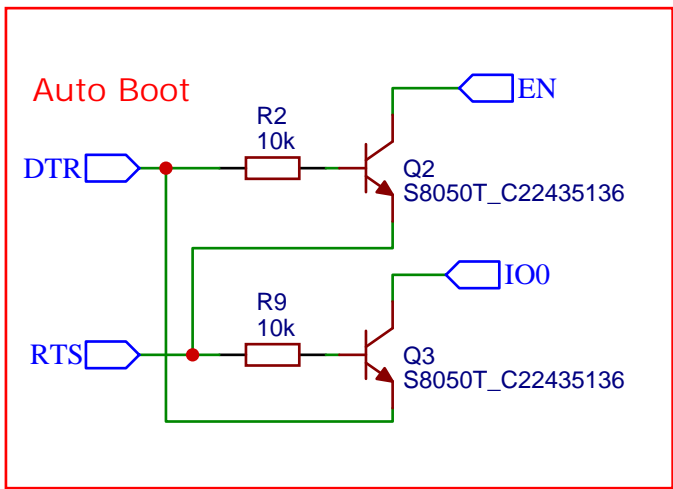 Auto Boot
EN
R2
10k
DTR
Q2
S8050T_C22435136
IO0
R9
10k
RTS
Q3
S8050T_C22435136